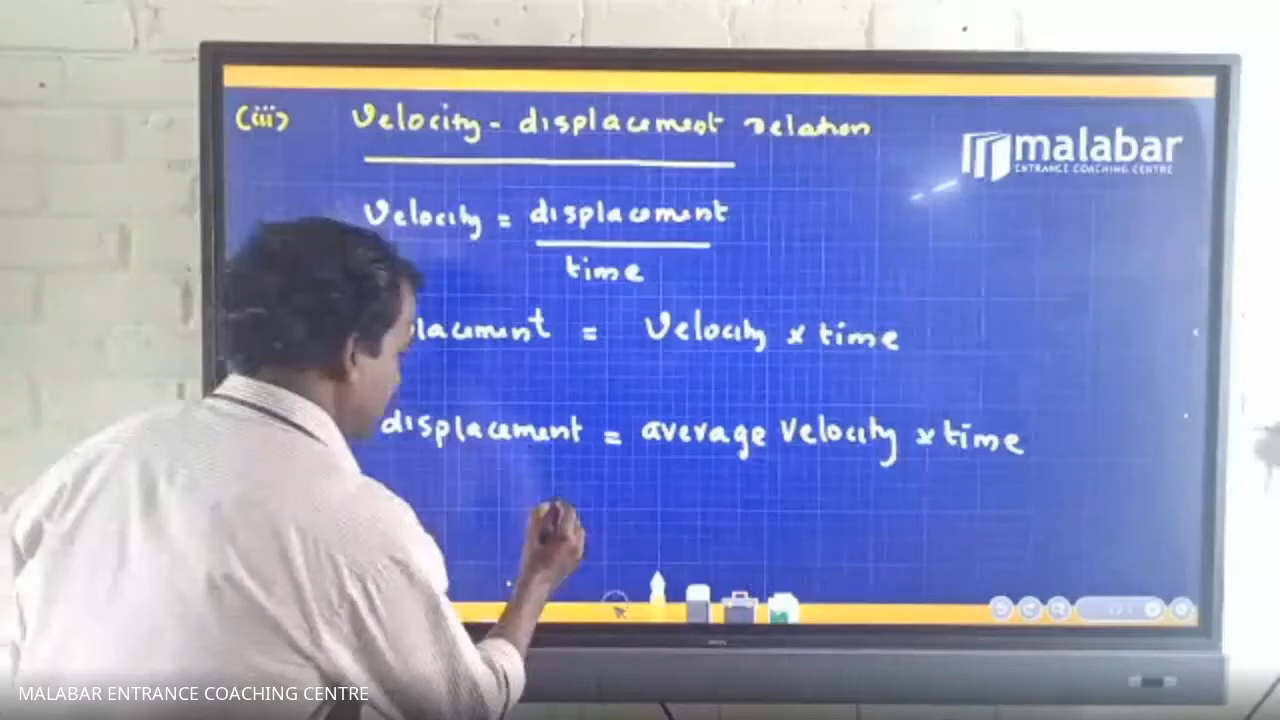 (iii) Velocity - displacement relation
malabar
ENTRANCE COACHING CENTRE
Velocity = displacement
time
placement = Velocity x time
displacement = average velocity x time
MALABAR ENTRANCE COACHING CENTRE